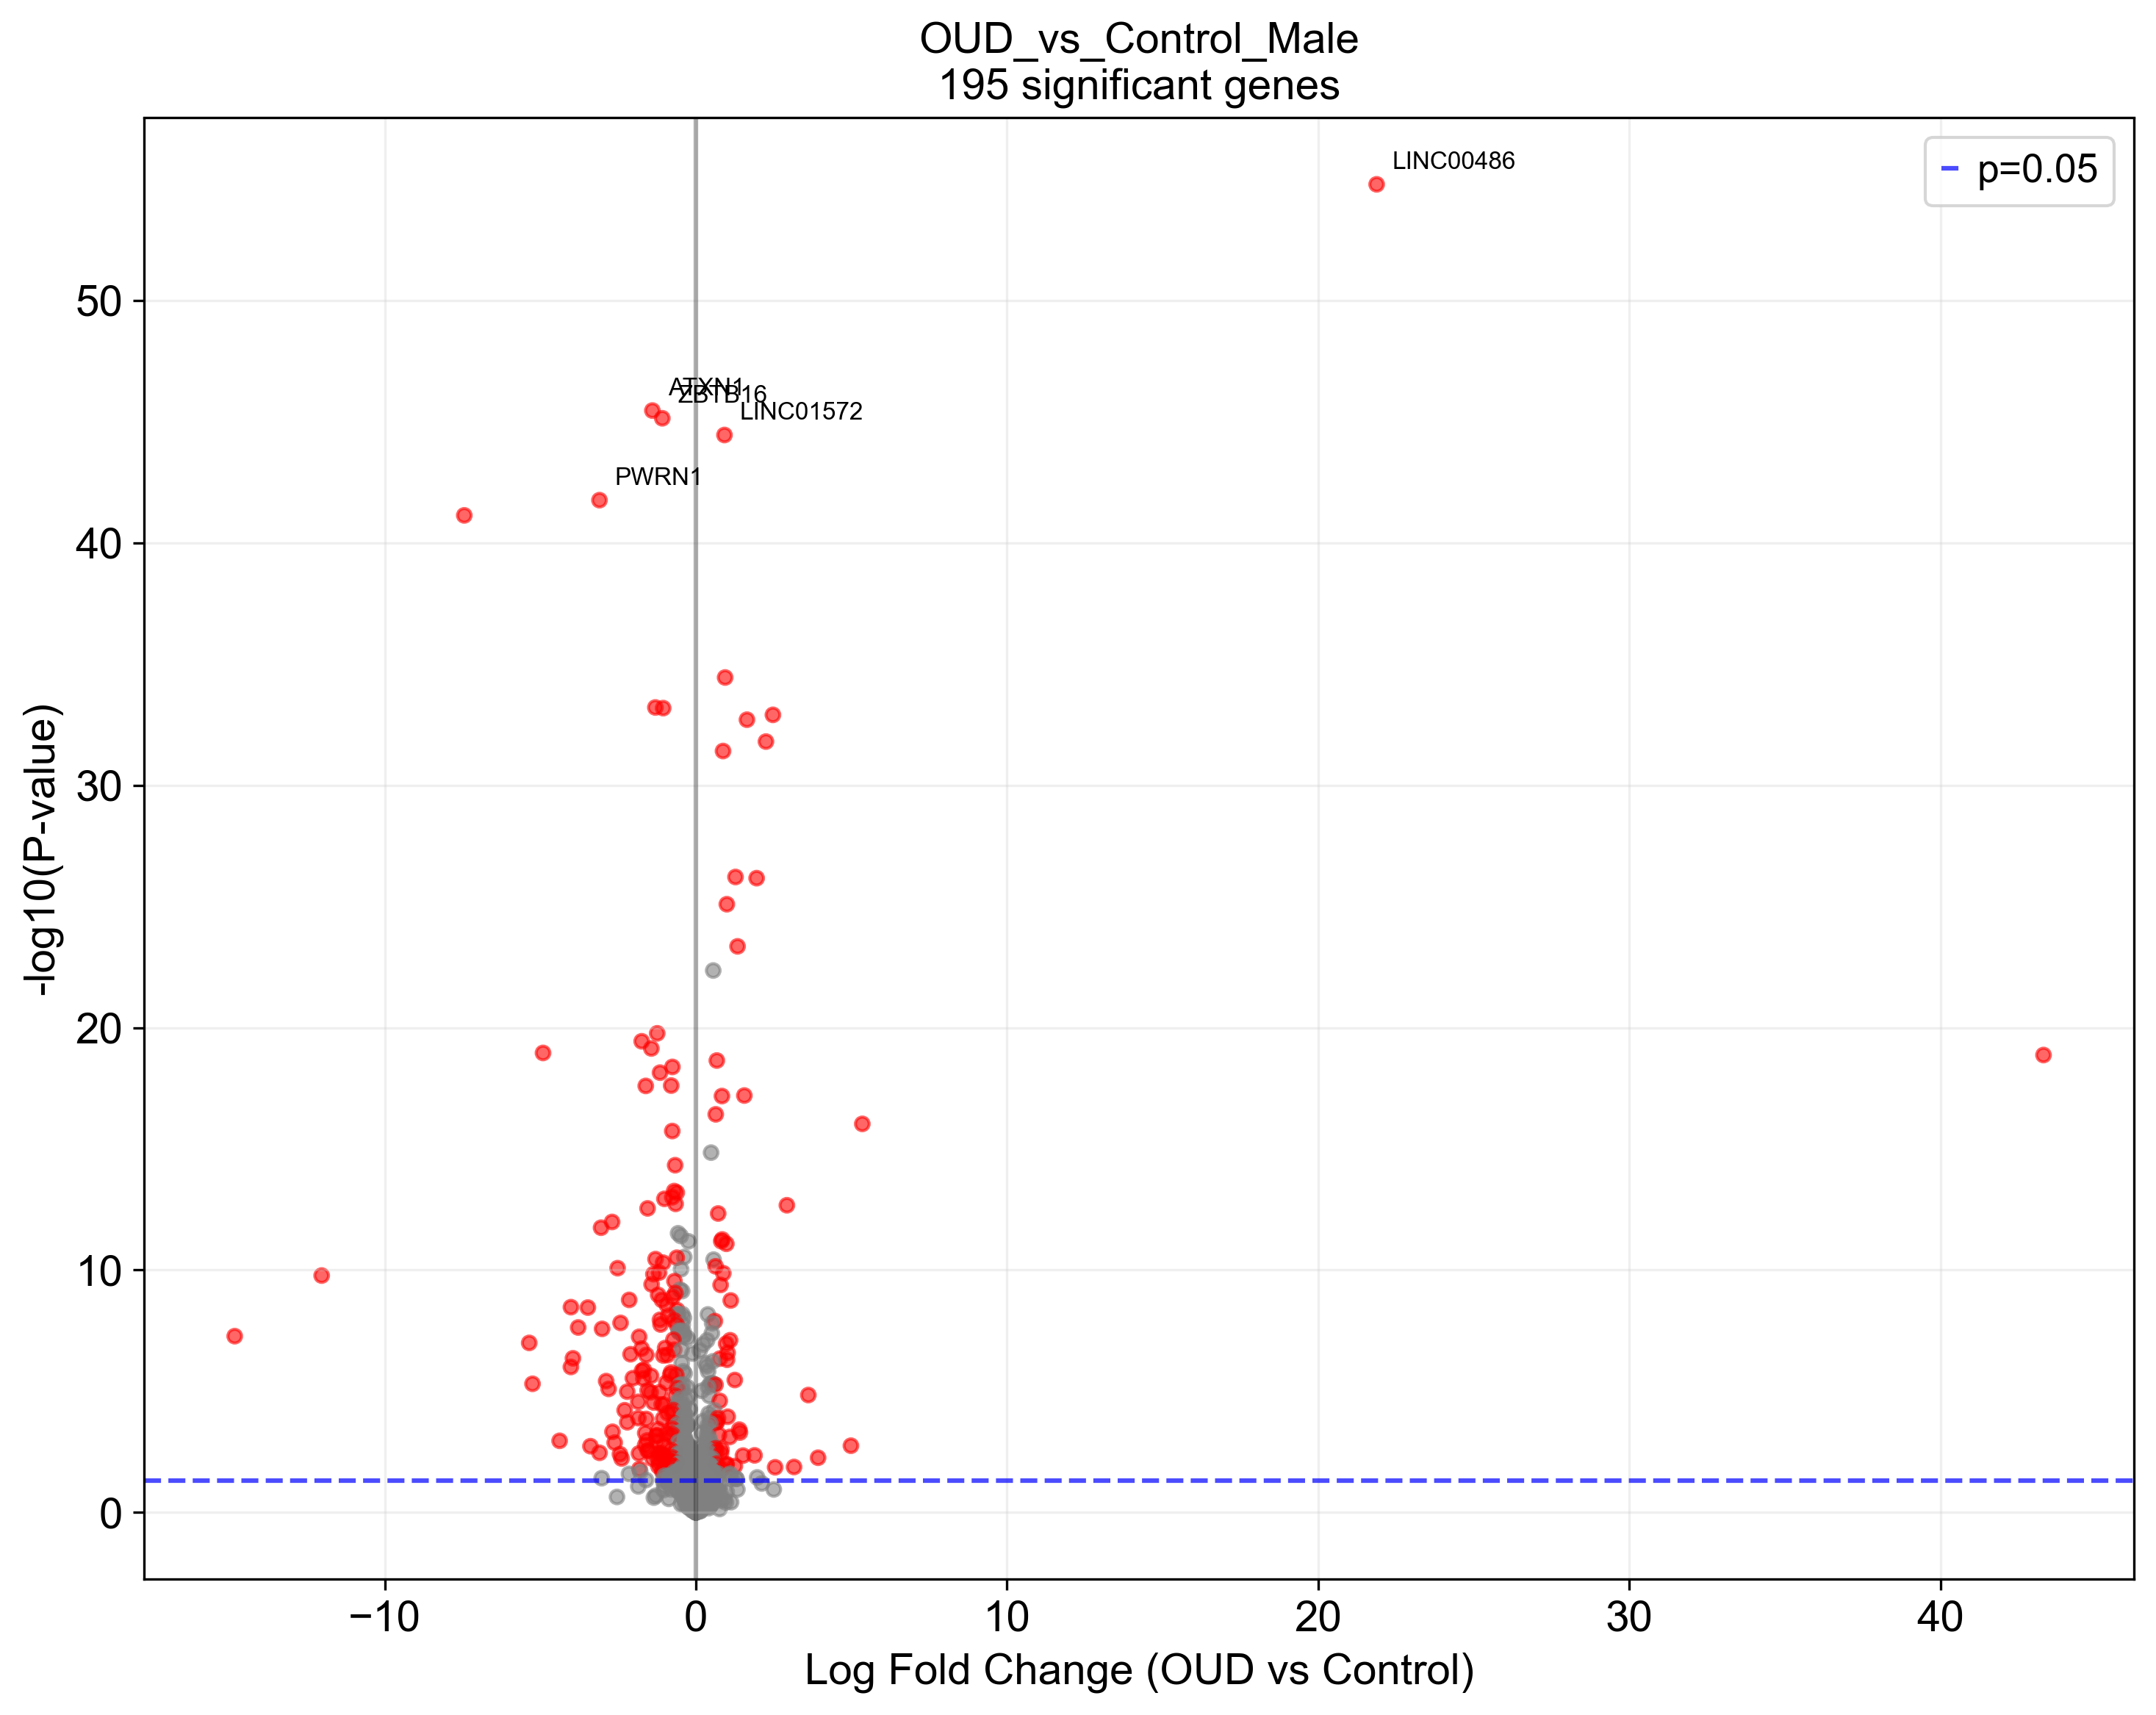 OUD_vs_Control_Male
195 significant genes
LINC00486
p=0.05
ATXN1
ZBTB16
LINC01572
PWRN1
50
40
30
20
10
0
-log10(P-value)
−10
0
10
20
30
40
Log Fold Change (OUD vs Control)